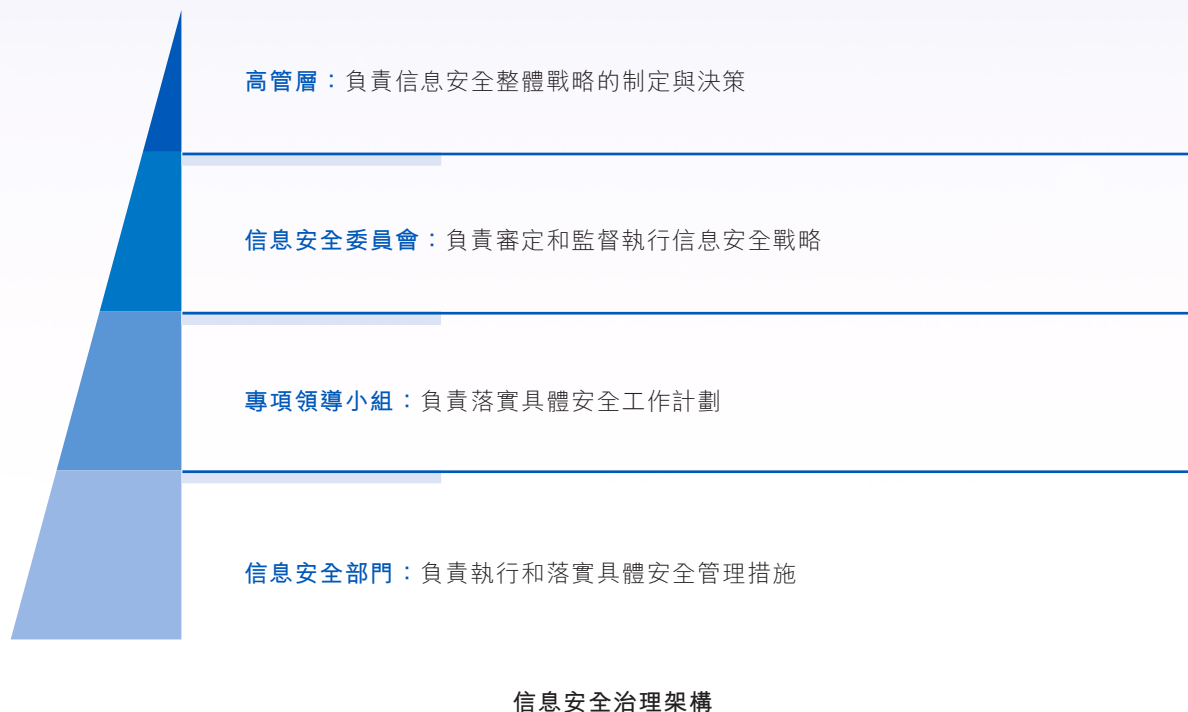 高管層：負責信息安全整體戰略的制定與決策
信息安全委員會：負責審定和監督執行信息安全戰略
專項領導小組：負責落實具體安全工作計劃
信息安全部門：負責執行和落實具體安全管理措施
信息安全治理架構